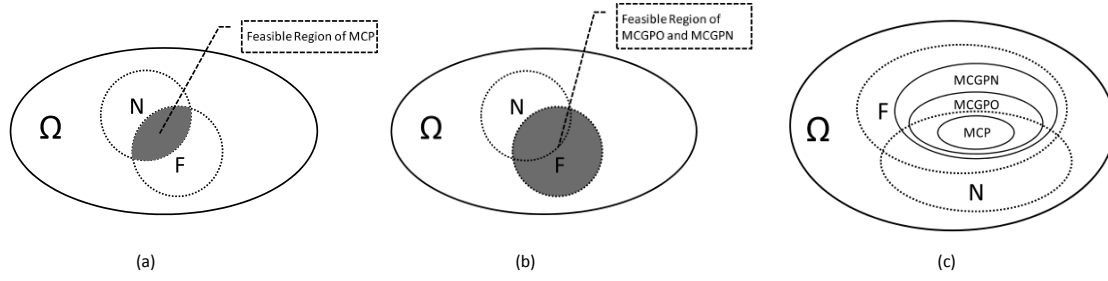 Feasible Region of MCP
N
Ω
F
(a)
Feasible Region of
MCGPO and MCGPN
N
Ω
F
(b)
MCGPN
MCGPO
F
MCP
Ω
N
(c)